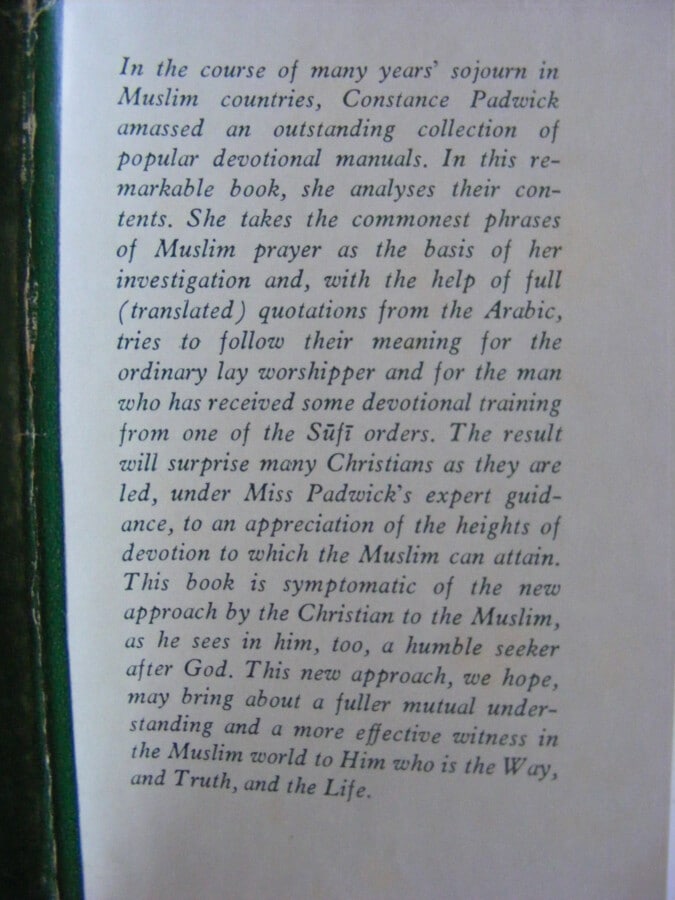 In the course of many years' sojourn in
Muslim countries, Constance Padwick
amassed an outstanding collection of
popular devotional manuals. In this re-
markable book, she analyses their con-
tents. She takes the commonest phrases
of Muslim prayer as the basis of her
investigation and, with the help of full
(translated) quotations from the Arabic,
tries to follow their meaning for the
ordinary lay worshipper and for the man
who has received some devotional training
from one of the Sūfī orders. The result
will surprise many Christians as they are
led, under Miss Padwick's expert guid-
ance, to an appreciation of the heights of
devotion to which the Muslim can attain.
This book is symptomatic of the new
approach by the Christian to the Muslim,
as he sees in him, too, a humble seeker
after God. This new approach, we hope,
may bring about a fuller mutual under-
standing and a more effective witness in
the Muslim world to Him who is the Way,
and Truth, and the Life.